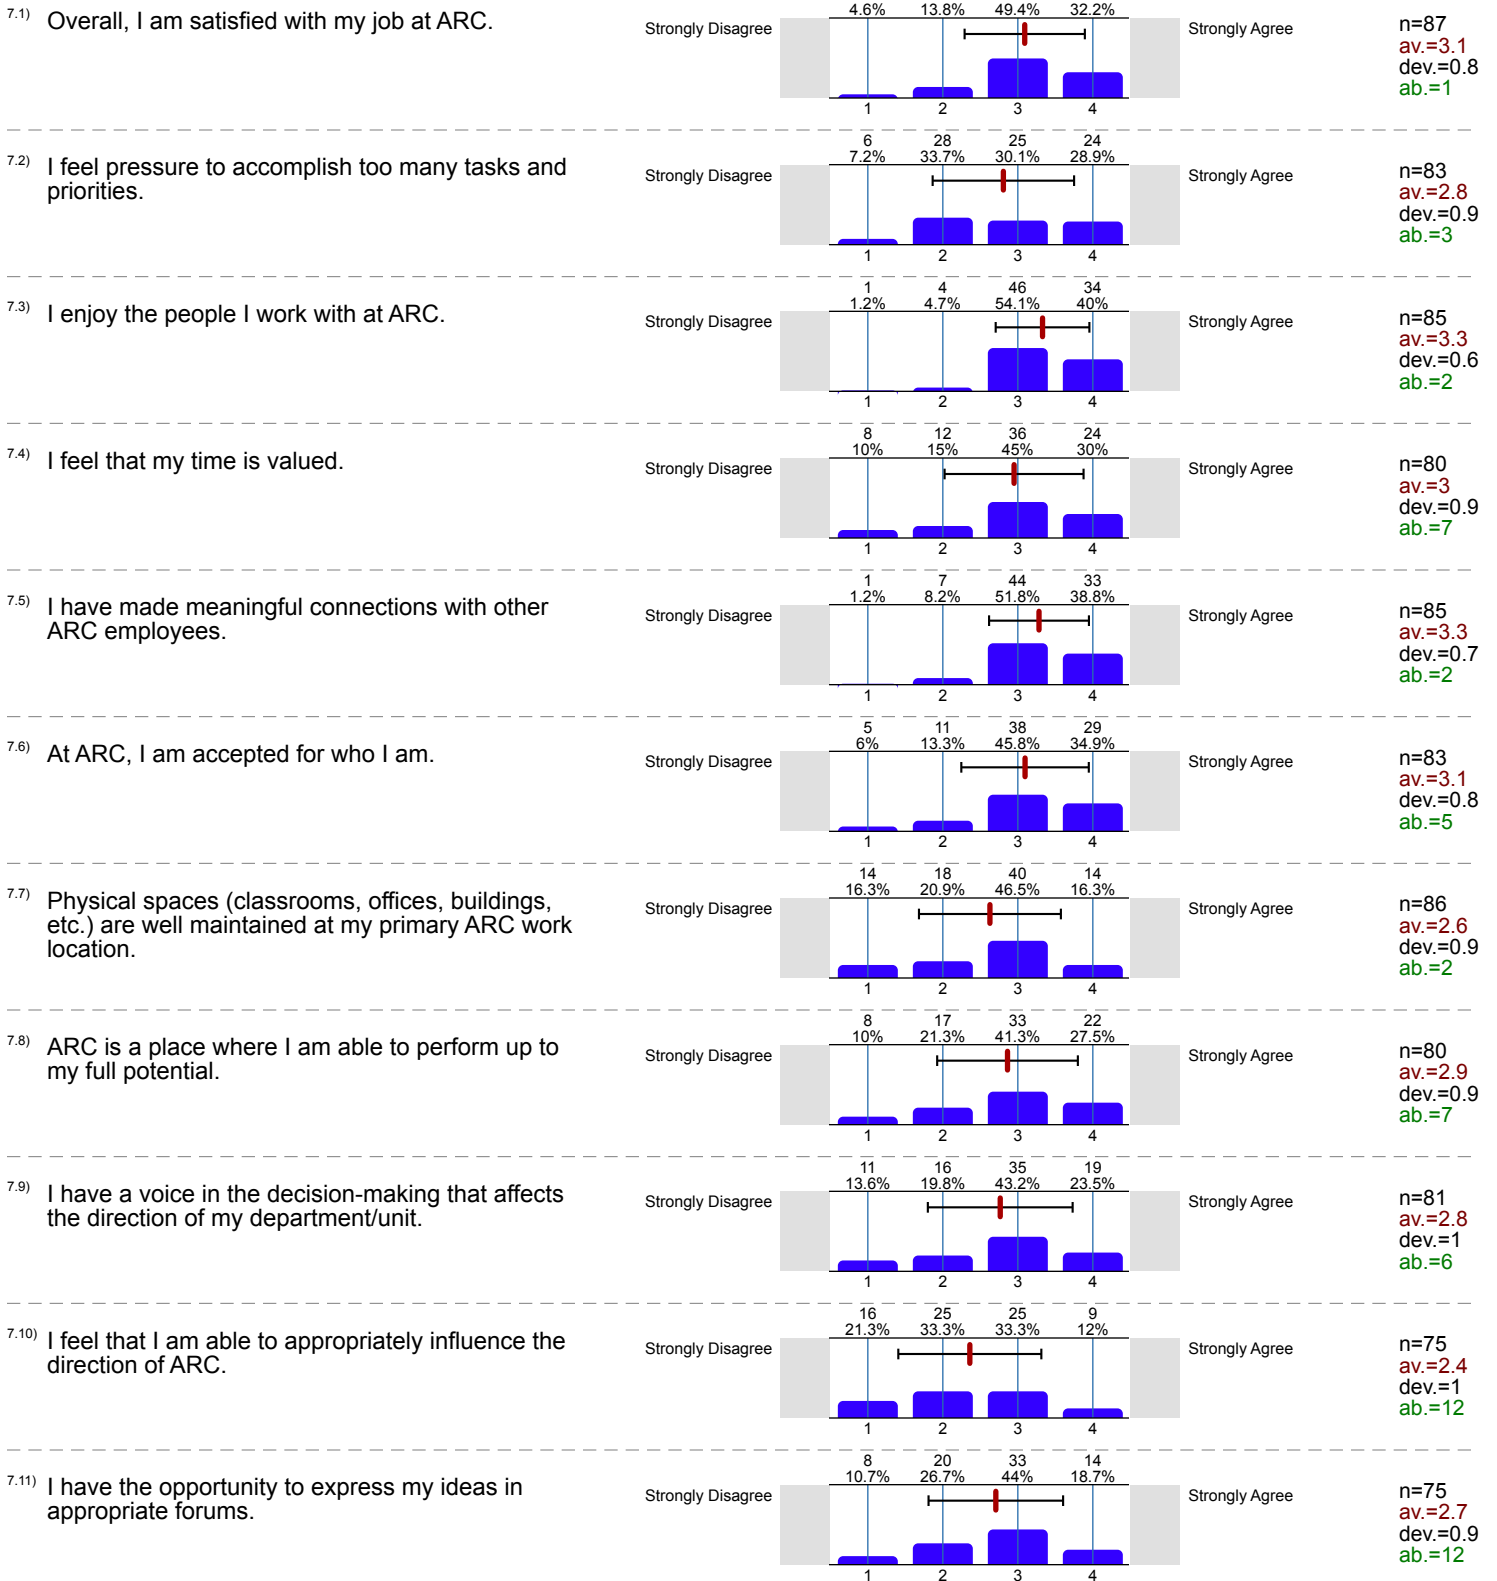 7.1) Overall, I am satisfied with my job at ARC.
4.6% 13.8% 49.4% 32.2%
Strongly Disagree Strongly Agree
1 2 3 4
n=87
av.=3.1
dev.=0.8
ab.=1
7.2) I feel pressure to accomplish too many tasks and
priorities.
6 28 25 24
7.2% 33.7% 30.1% 28.9%
Strongly Disagree Strongly Agree
1 2 3 4
n=83
av.=2.8
dev.=0.9
ab.=3
7.3) I enjoy the people I work with at ARC.
1 4 46 34
1.2% 4.7% 54.1% 40%
Strongly Disagree Strongly Agree
1 2 3 4
n=85
av.=3.3
dev.=0.6
ab.=2
7.4) I feel that my time is valued.
8 12 36 24
10% 15% 45% 30%
Strongly Disagree Strongly Agree
1 2 3 4
n=80
av.=3
dev.=0.9
ab.=7
7.5) I have made meaningful connections with other
ARC employees.
1 7 44 33
1.2% 8.2% 51.8% 38.8%
Strongly Disagree Strongly Agree
1 2 3 4
n=85
av.=3.3
dev.=0.7
ab.=2
7.6) At ARC, I am accepted for who I am.
5 11 38 29
6% 13.3% 45.8% 34.9%
Strongly Disagree Strongly Agree
1 2 3 4
n=83
av.=3.1
dev.=0.8
ab.=5
7.7) Physical spaces (classrooms, offices, buildings,
etc.) are well maintained at my primary ARC work
location.
14 18 40 14
16.3% 20.9% 46.5% 16.3%
Strongly Disagree Strongly Agree
1 2 3 4
n=86
av.=2.6
dev.=0.9
ab.=2
7.8) ARC is a place where I am able to perform up to
my full potential.
8 17 33 22
10% 21.3% 41.3% 27.5%
Strongly Disagree Strongly Agree
1 2 3 4
n=80
av.=2.9
dev.=0.9
ab.=7
7.9) I have a voice in the decision-making that affects
the direction of my department/unit.
11 16 35 19
13.6% 19.8% 43.2% 23.5%
Strongly Disagree Strongly Agree
1 2 3 4
n=81
av.=2.8
dev.=1
ab.=6
7.10) I feel that I am able to appropriately influence the
direction of ARC.
16 25 25 9
21.3% 33.3% 33.3% 12%
Strongly Disagree Strongly Agree
1 2 3 4
n=75
av.=2.4
dev.=1
ab.=12
7.11) I have the opportunity to express my ideas in
appropriate forums.
8 20 33 14
10.7% 26.7% 44% 18.7%
Strongly Disagree Strongly Agree
1 2 3 4
n=75
av.=2.7
dev.=0.9
ab.=12